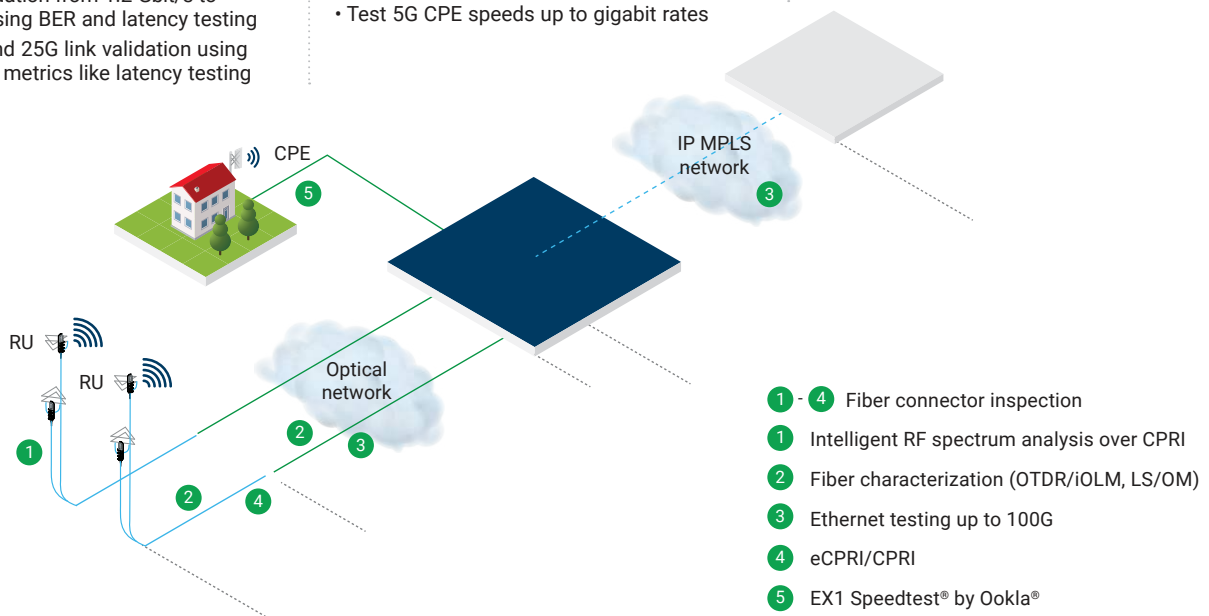 sing BER and latency testing
nd 25G link validation using
metrics like latency testing
• Test 5G CPE speeds up to gigabit rates
CPE
5
IP MPLS
network
3
RU
RU
Optical
network
1
2
3
2
4
1 - 4 Fiber connector inspection
1 Intelligent RF spectrum analysis over CPRI
2 Fiber characterization (OTDR/iOLM, LS/OM)
3 Ethernet testing up to 100G
4 eCPRI/CPRI
5 EX1 Speedtest® by Ookla®